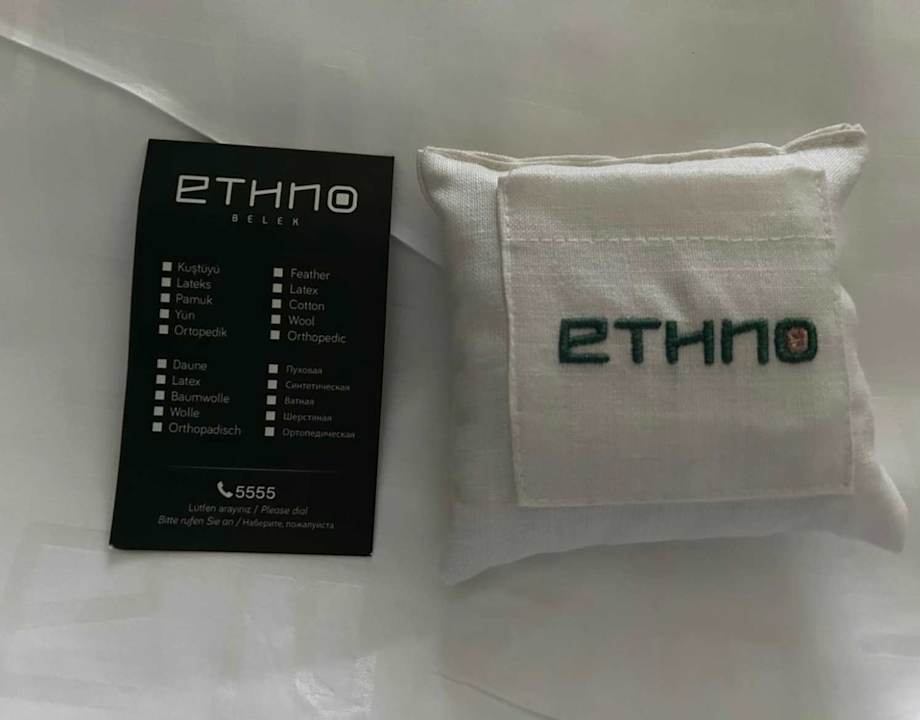 ETHNO
BELEK
Kuştüyü
Lateks
Pamuk
Yün
Ortopedik
Feather
Latex
Cotton
Wool
Orthopedic
Daune
Latex
Baumwolle
Wolle
Orthopadisch
Пуховая
Синтетическая
Ватная
Шерстяная
Ортопедическая
5555
Lütfen arayınız / Please dial
Bitte rufen Sie an / Наберите, пожалуйста
ETHNO